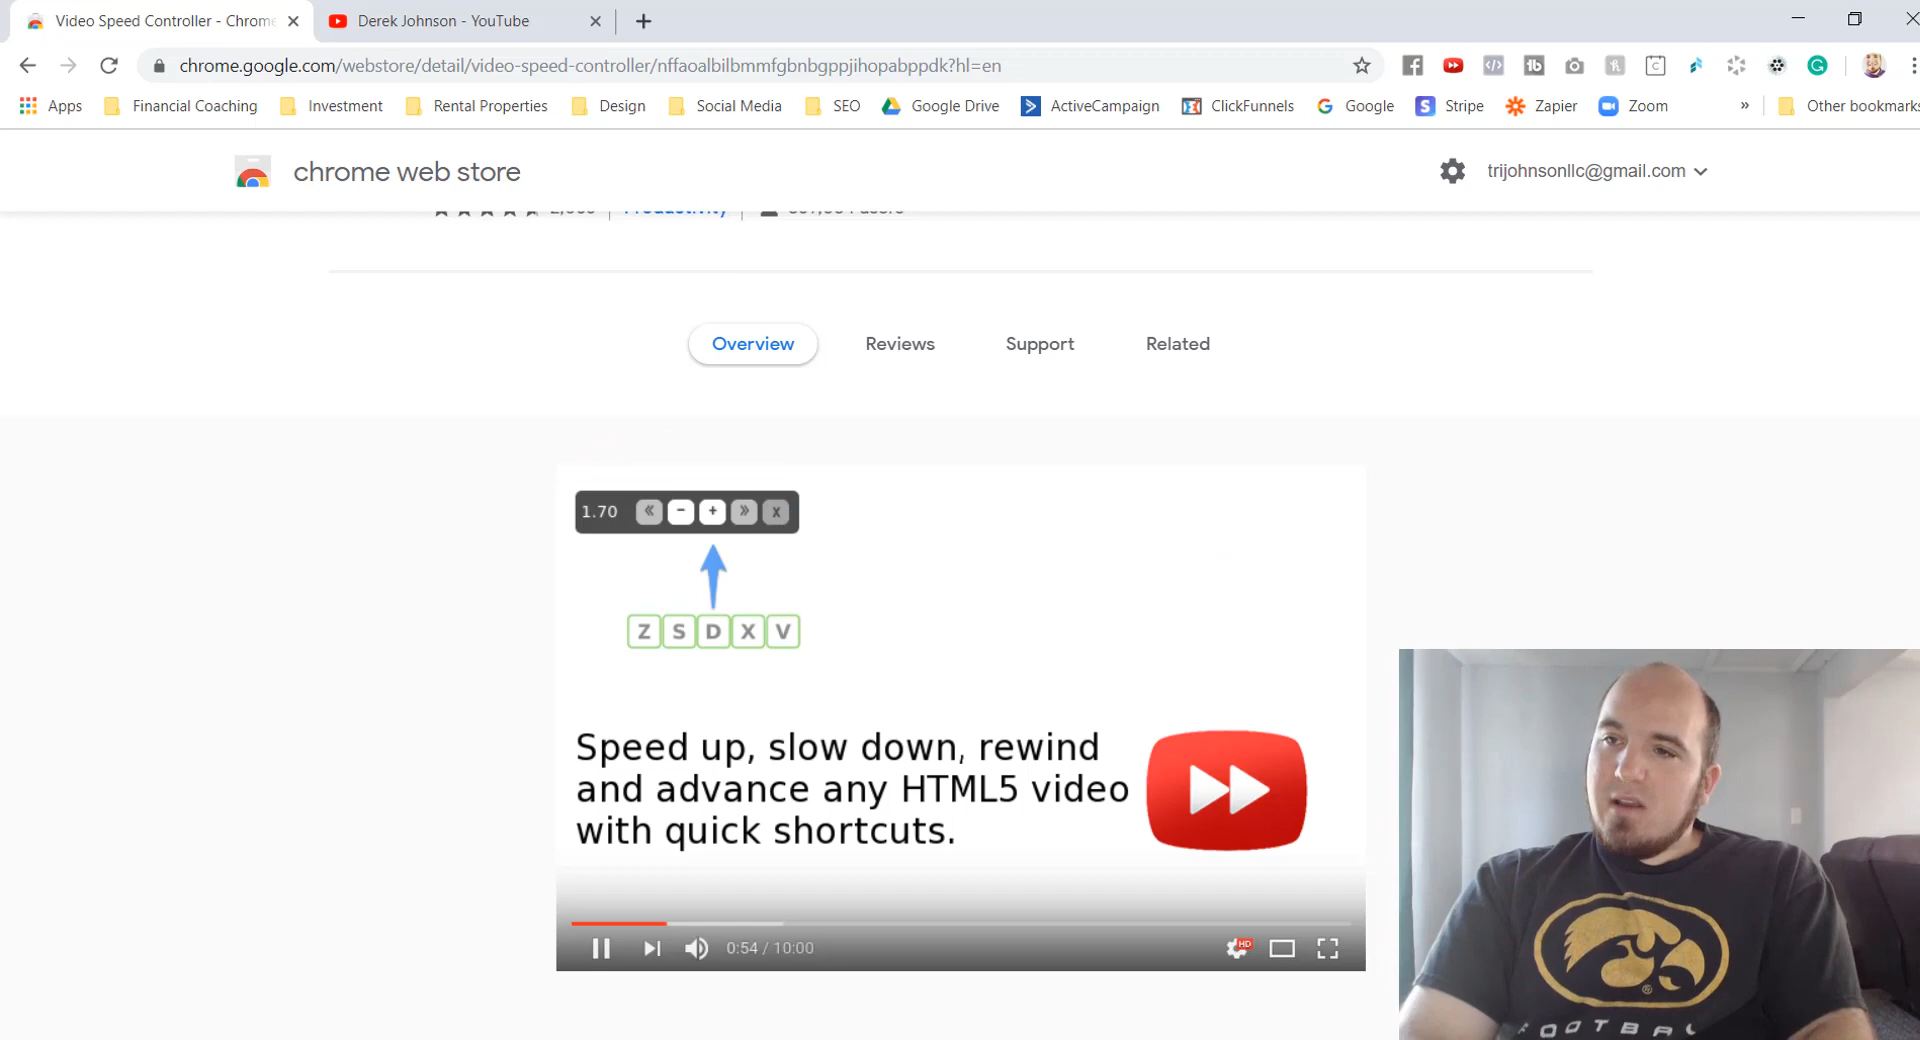 Video Speed Controller - Chrome
Derek Johnson - YouTube
chrome.google.com/webstore/detail/video-speed-controller/nffaoalbilbmmfgbnbgppjihopabppdk?hl=en
Apps Financial Coaching Investment Rental Properties Design Social Media SEO Google Drive ActiveCampaign ClickFunnels Google Stripe Zapier Zoom » Other bookmarks
chrome web store
trijohnsonllc@gmail.com
Productivity
Overview Reviews Support Related
1.70 « - + » x
Z S D X V
Speed up, slow down, rewind
and advance any HTML5 video
with quick shortcuts.
0:54 / 10:00
HD
FOOTBAL